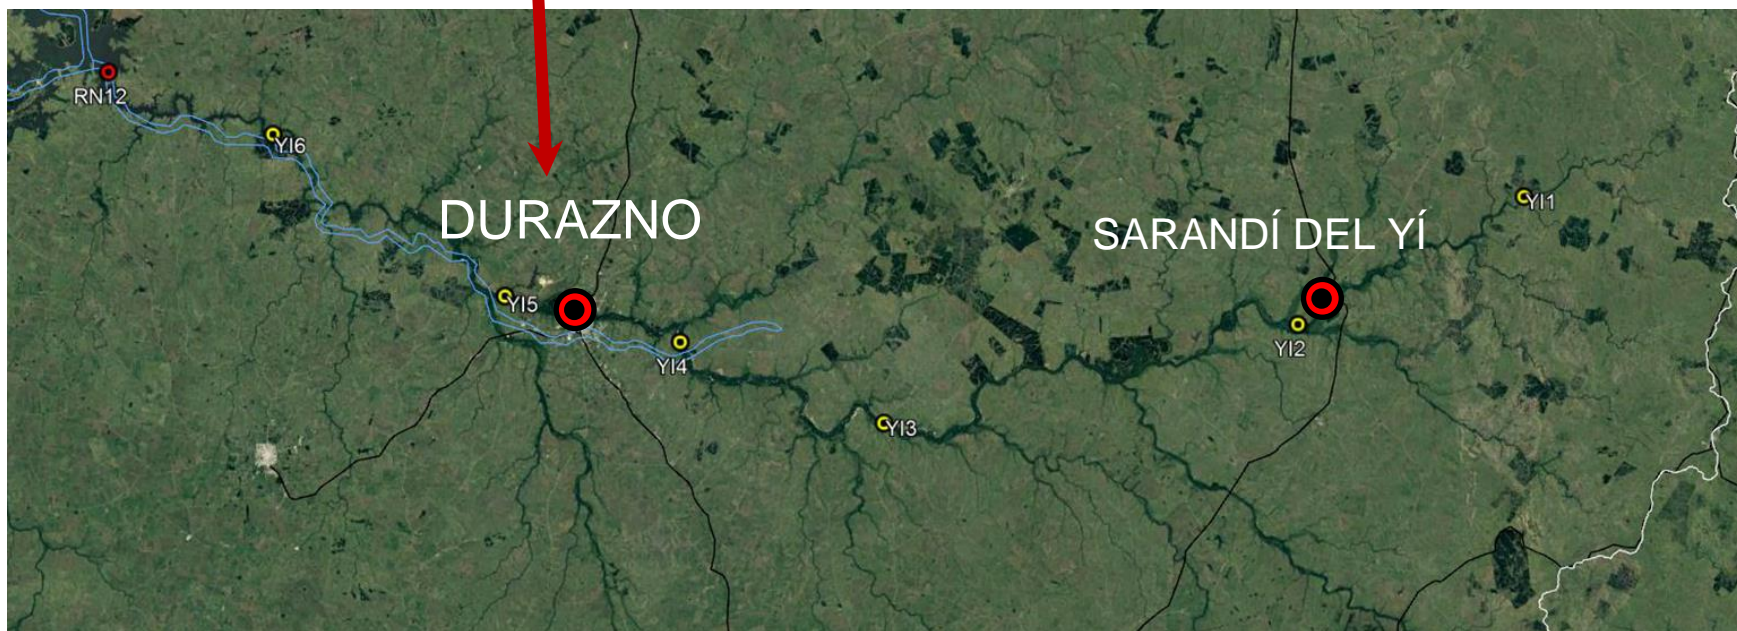 RN12
YI6
YI1
DURAZNO
SARANDÍ DEL YÍ
YI5
YI4
YI2
YI3